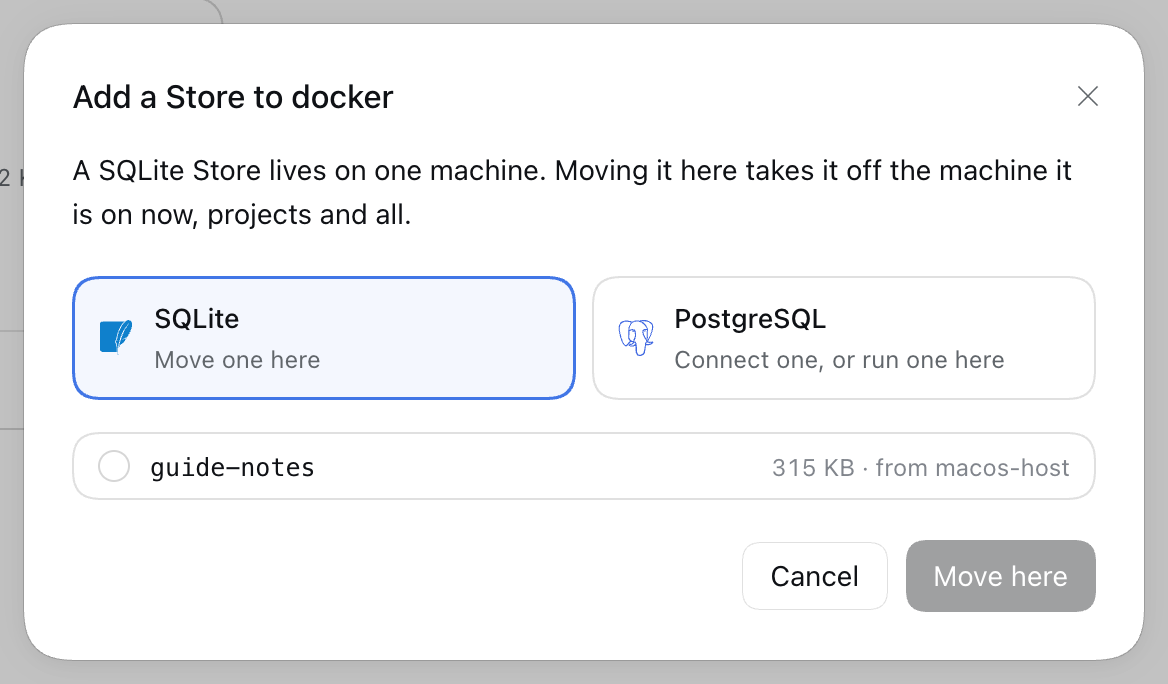 Add a Store to docker
A SQLite Store lives on one machine. Moving it here takes it off the machine it
is on now, projects and all.
SQLite
Move one here
PostgreSQL
Connect one, or run one here
guide-notes
315 KB · from macos-host
Cancel
Move here